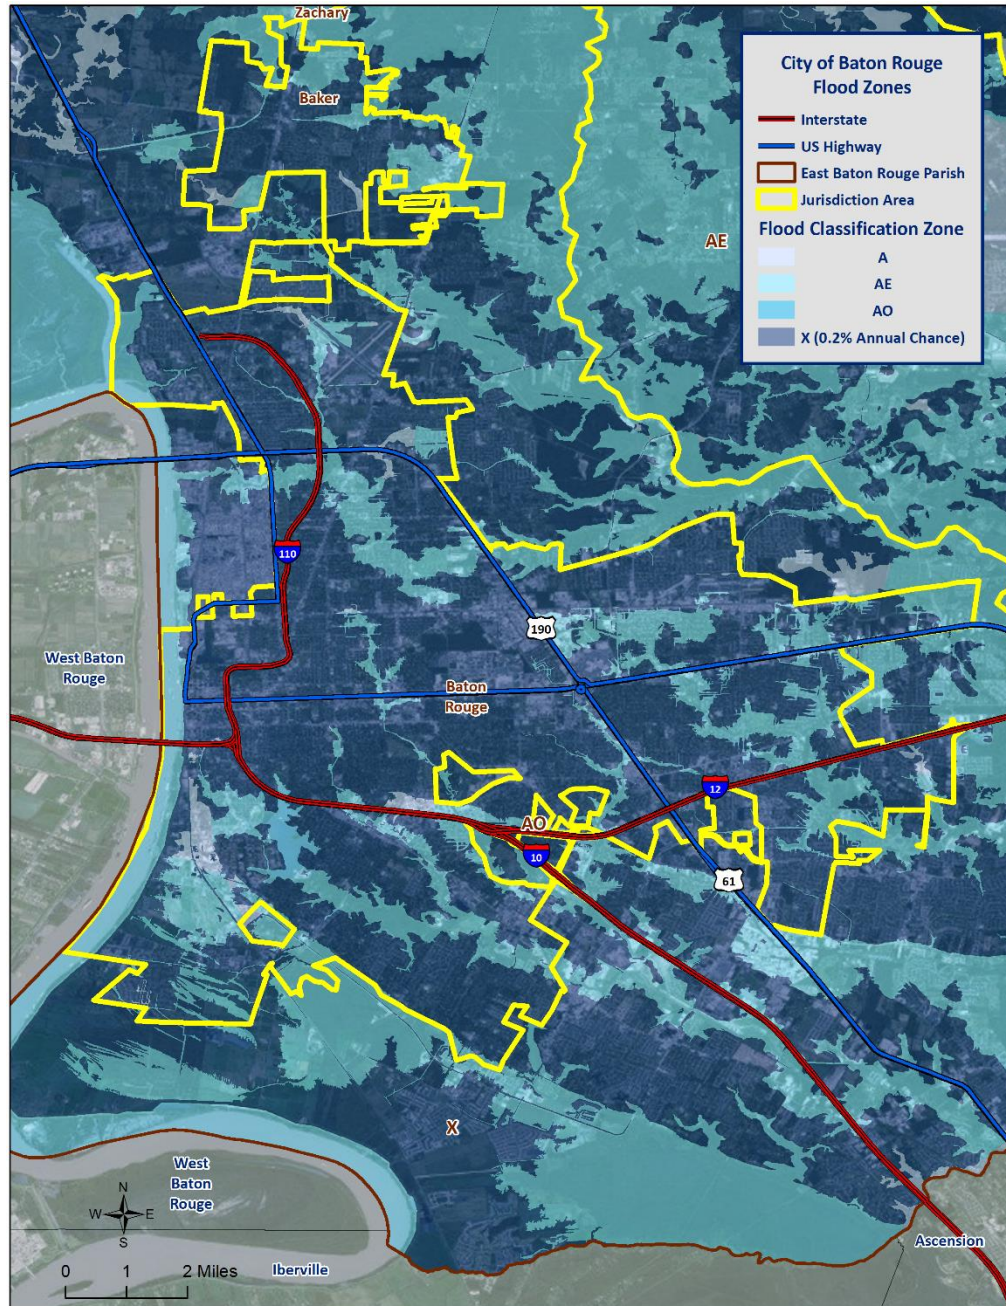 Zachary
Baker
City of Baton Rouge
Flood Zones
Interstate
US Highway
East Baton Rouge Parish
Jurisdiction Area
Flood Classification Zone
A
AE
AO
X (0.2% Annual Chance)
AE
110
190
West Baton
Rouge
Baton
Rouge
12
AO
10
61
X
West
Baton
Rouge
N
W
E
S
0
1
2 Miles
Iberville
Ascension